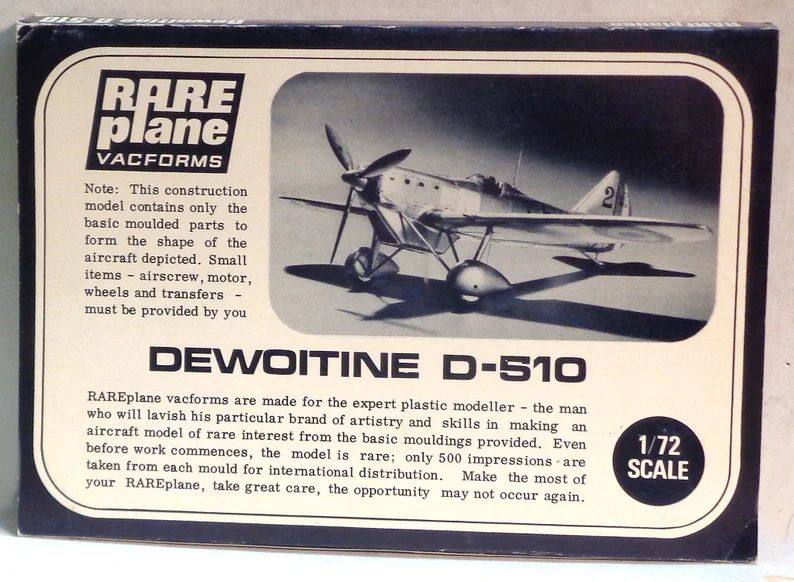 Dewoitine D-510
RARE
plane
VACFORMS
Note: This construction
model contains only the
basic moulded parts to
form the shape of the
aircraft depicted. Small
items - airscrew, motor,
wheels and transfers -
must be provided by you
2
DEWOITINE D-510
RAREplane vacforms are made for the expert plastic modeller - the man
who will lavish his particular brand of artistry and skills in making an
aircraft model of rare interest from the basic mouldings provided. Even
before work commences, the model is rare; only 500 impressions - are
taken from each mould for international distribution. Make the most of
your RAREplane, take great care, the opportunity may not occur again.
1/72
SCALE